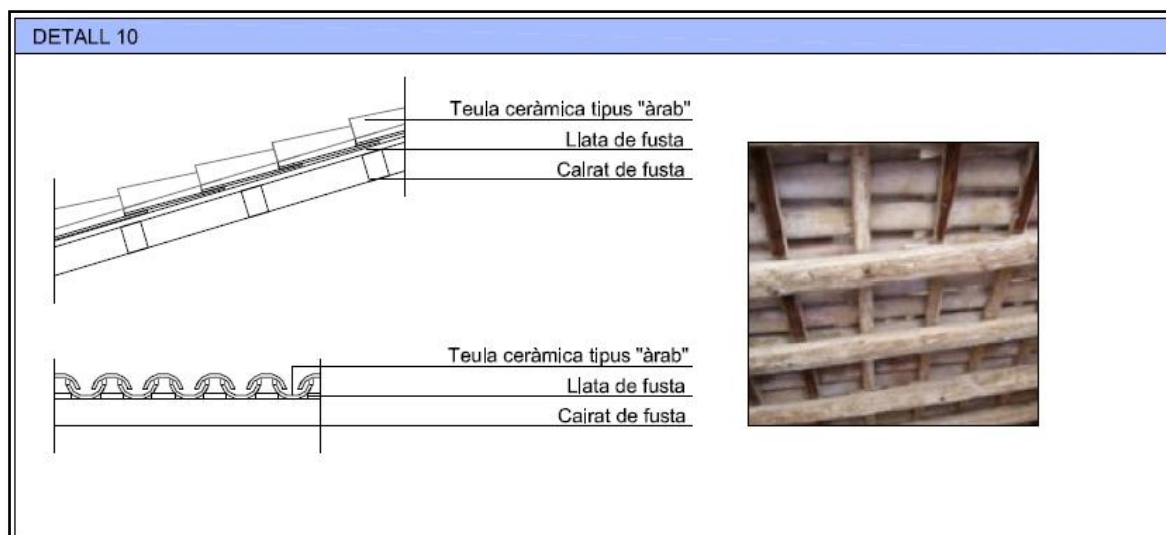 DETALL 10
Teula ceràmica tipus "àrab"
Llata de fusta
Cairat de fusta
Teula ceràmica tipus "àrab"
Llata de fusta
Cairat de fusta